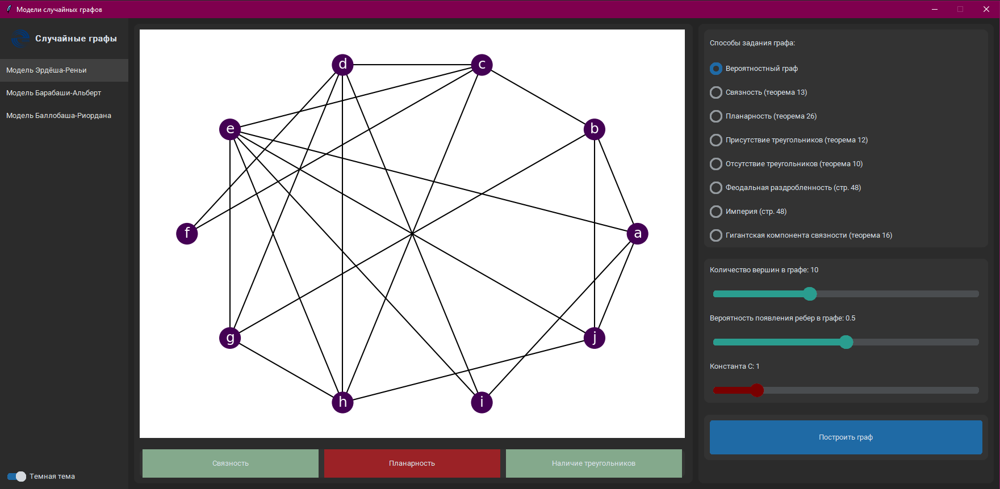 Модели случайных графов
Случайные графы
Модель Эрдёша-Реньи
Модель Барабаши-Альберт
Модель Баллобаша-Риордана
Темная тема
d
c
e
b
f
a
g
j
h
i
Связность
Планарность
Наличие треугольников
Способы задания графа:
Вероятностный граф
Связность (теорема 13)
Планарность (теорема 26)
Присутствие треугольников (теорема 12)
Отсутствие треугольников (теорема 10)
Феодальная раздробленность (стр. 48)
Империя (стр. 48)
Гигантская компонента связности (теорема 16)
Количество вершин в графе: 10
Вероятность появления ребер в графе: 0.5
Константа C: 1
Построить граф